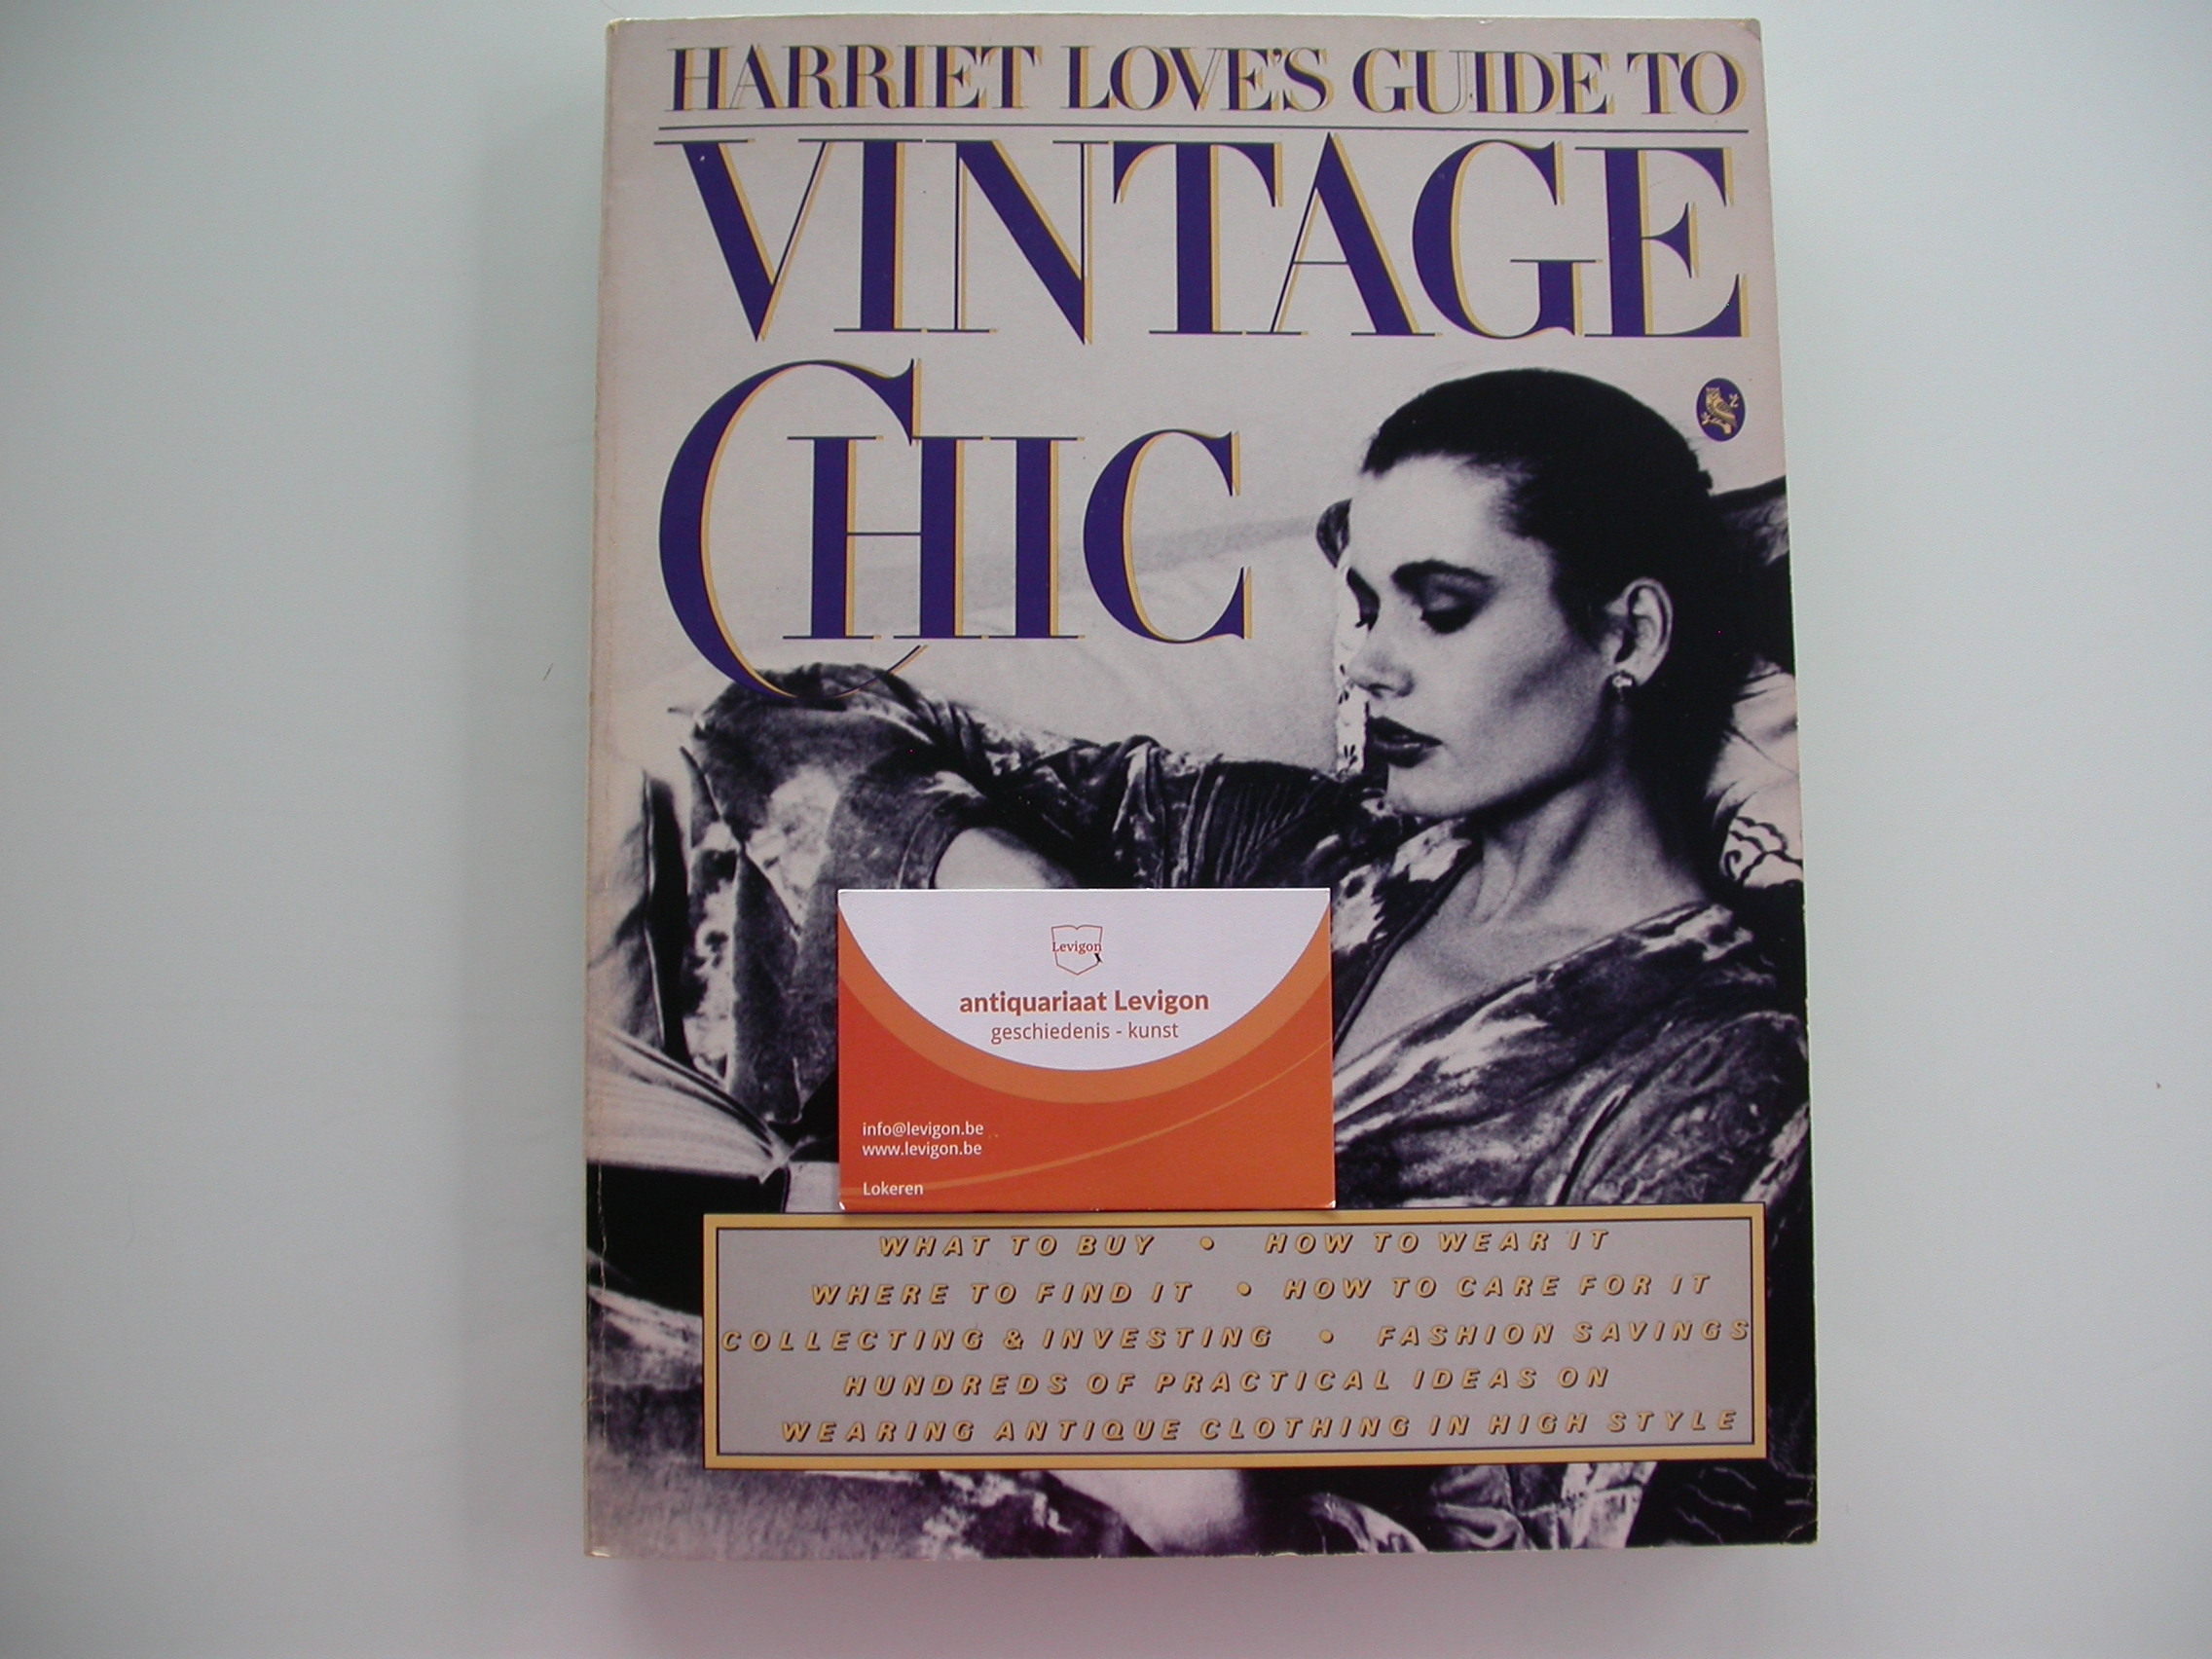 HARRIET LOVE'S GUIDE TO
VINTAGE
CHIC
Levigon
antiquariaat Levigon
geschiedenis - kunst
info@levigon.be
www.levigon.be
Lokeren
WHAT TO BUY • HOW TO WEAR IT
WHERE TO FIND IT • HOW TO CARE FOR IT
COLLECTING & INVESTING • FASHION SAVINGS
HUNDREDS OF PRACTICAL IDEAS ON
WEARING ANTIQUE CLOTHING IN HIGH STYLE